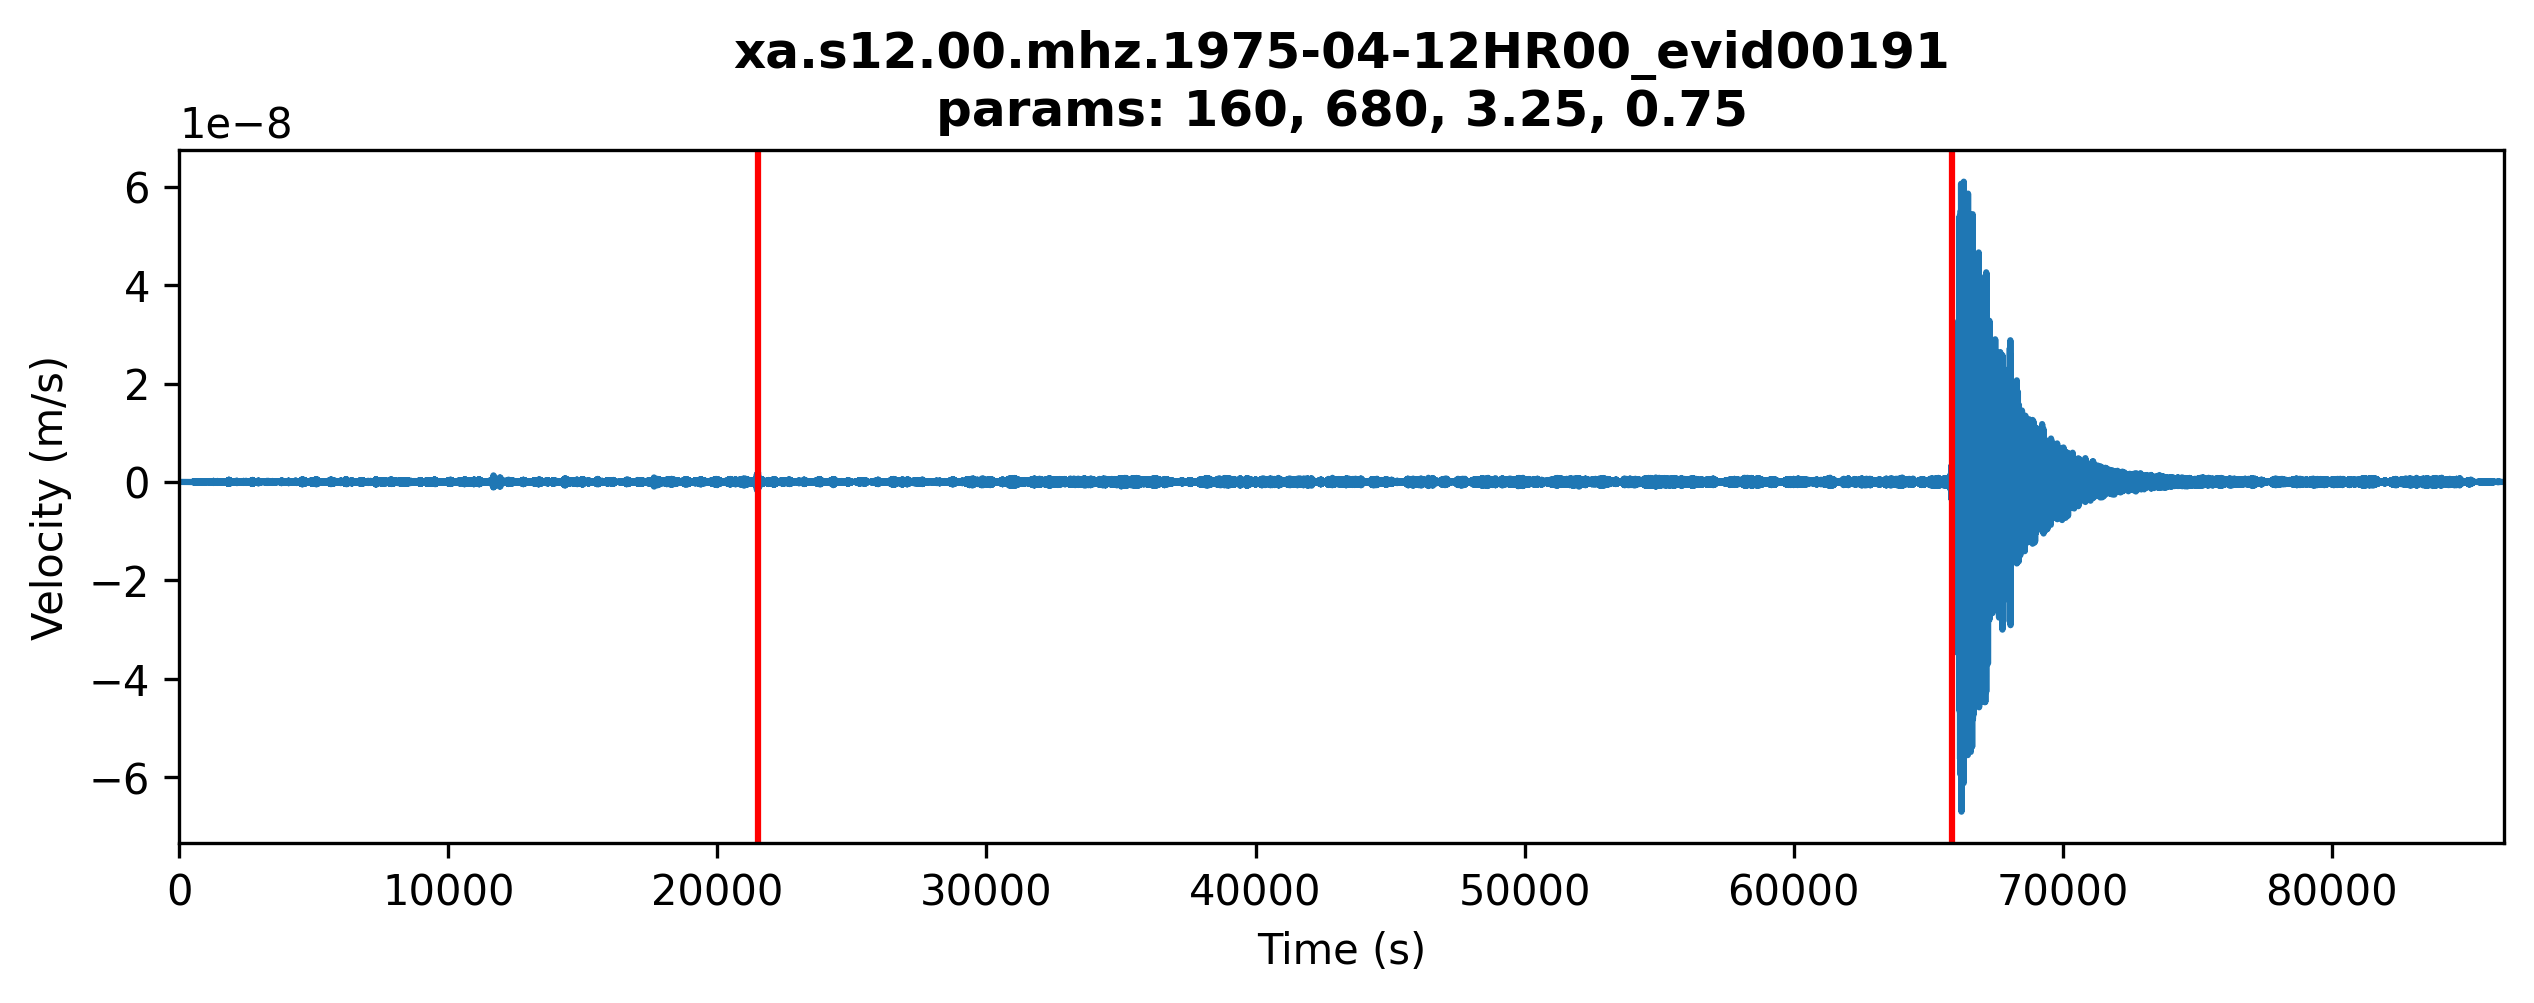 xa.s12.00.mhz.1975-04-12HR00_evid00191
params: 160, 680, 3.25, 0.75
1e−8
6
4
2
0
−2
−4
−6
Velocity (m/s)
0 10000 20000 30000 40000 50000 60000 70000 80000
Time (s)